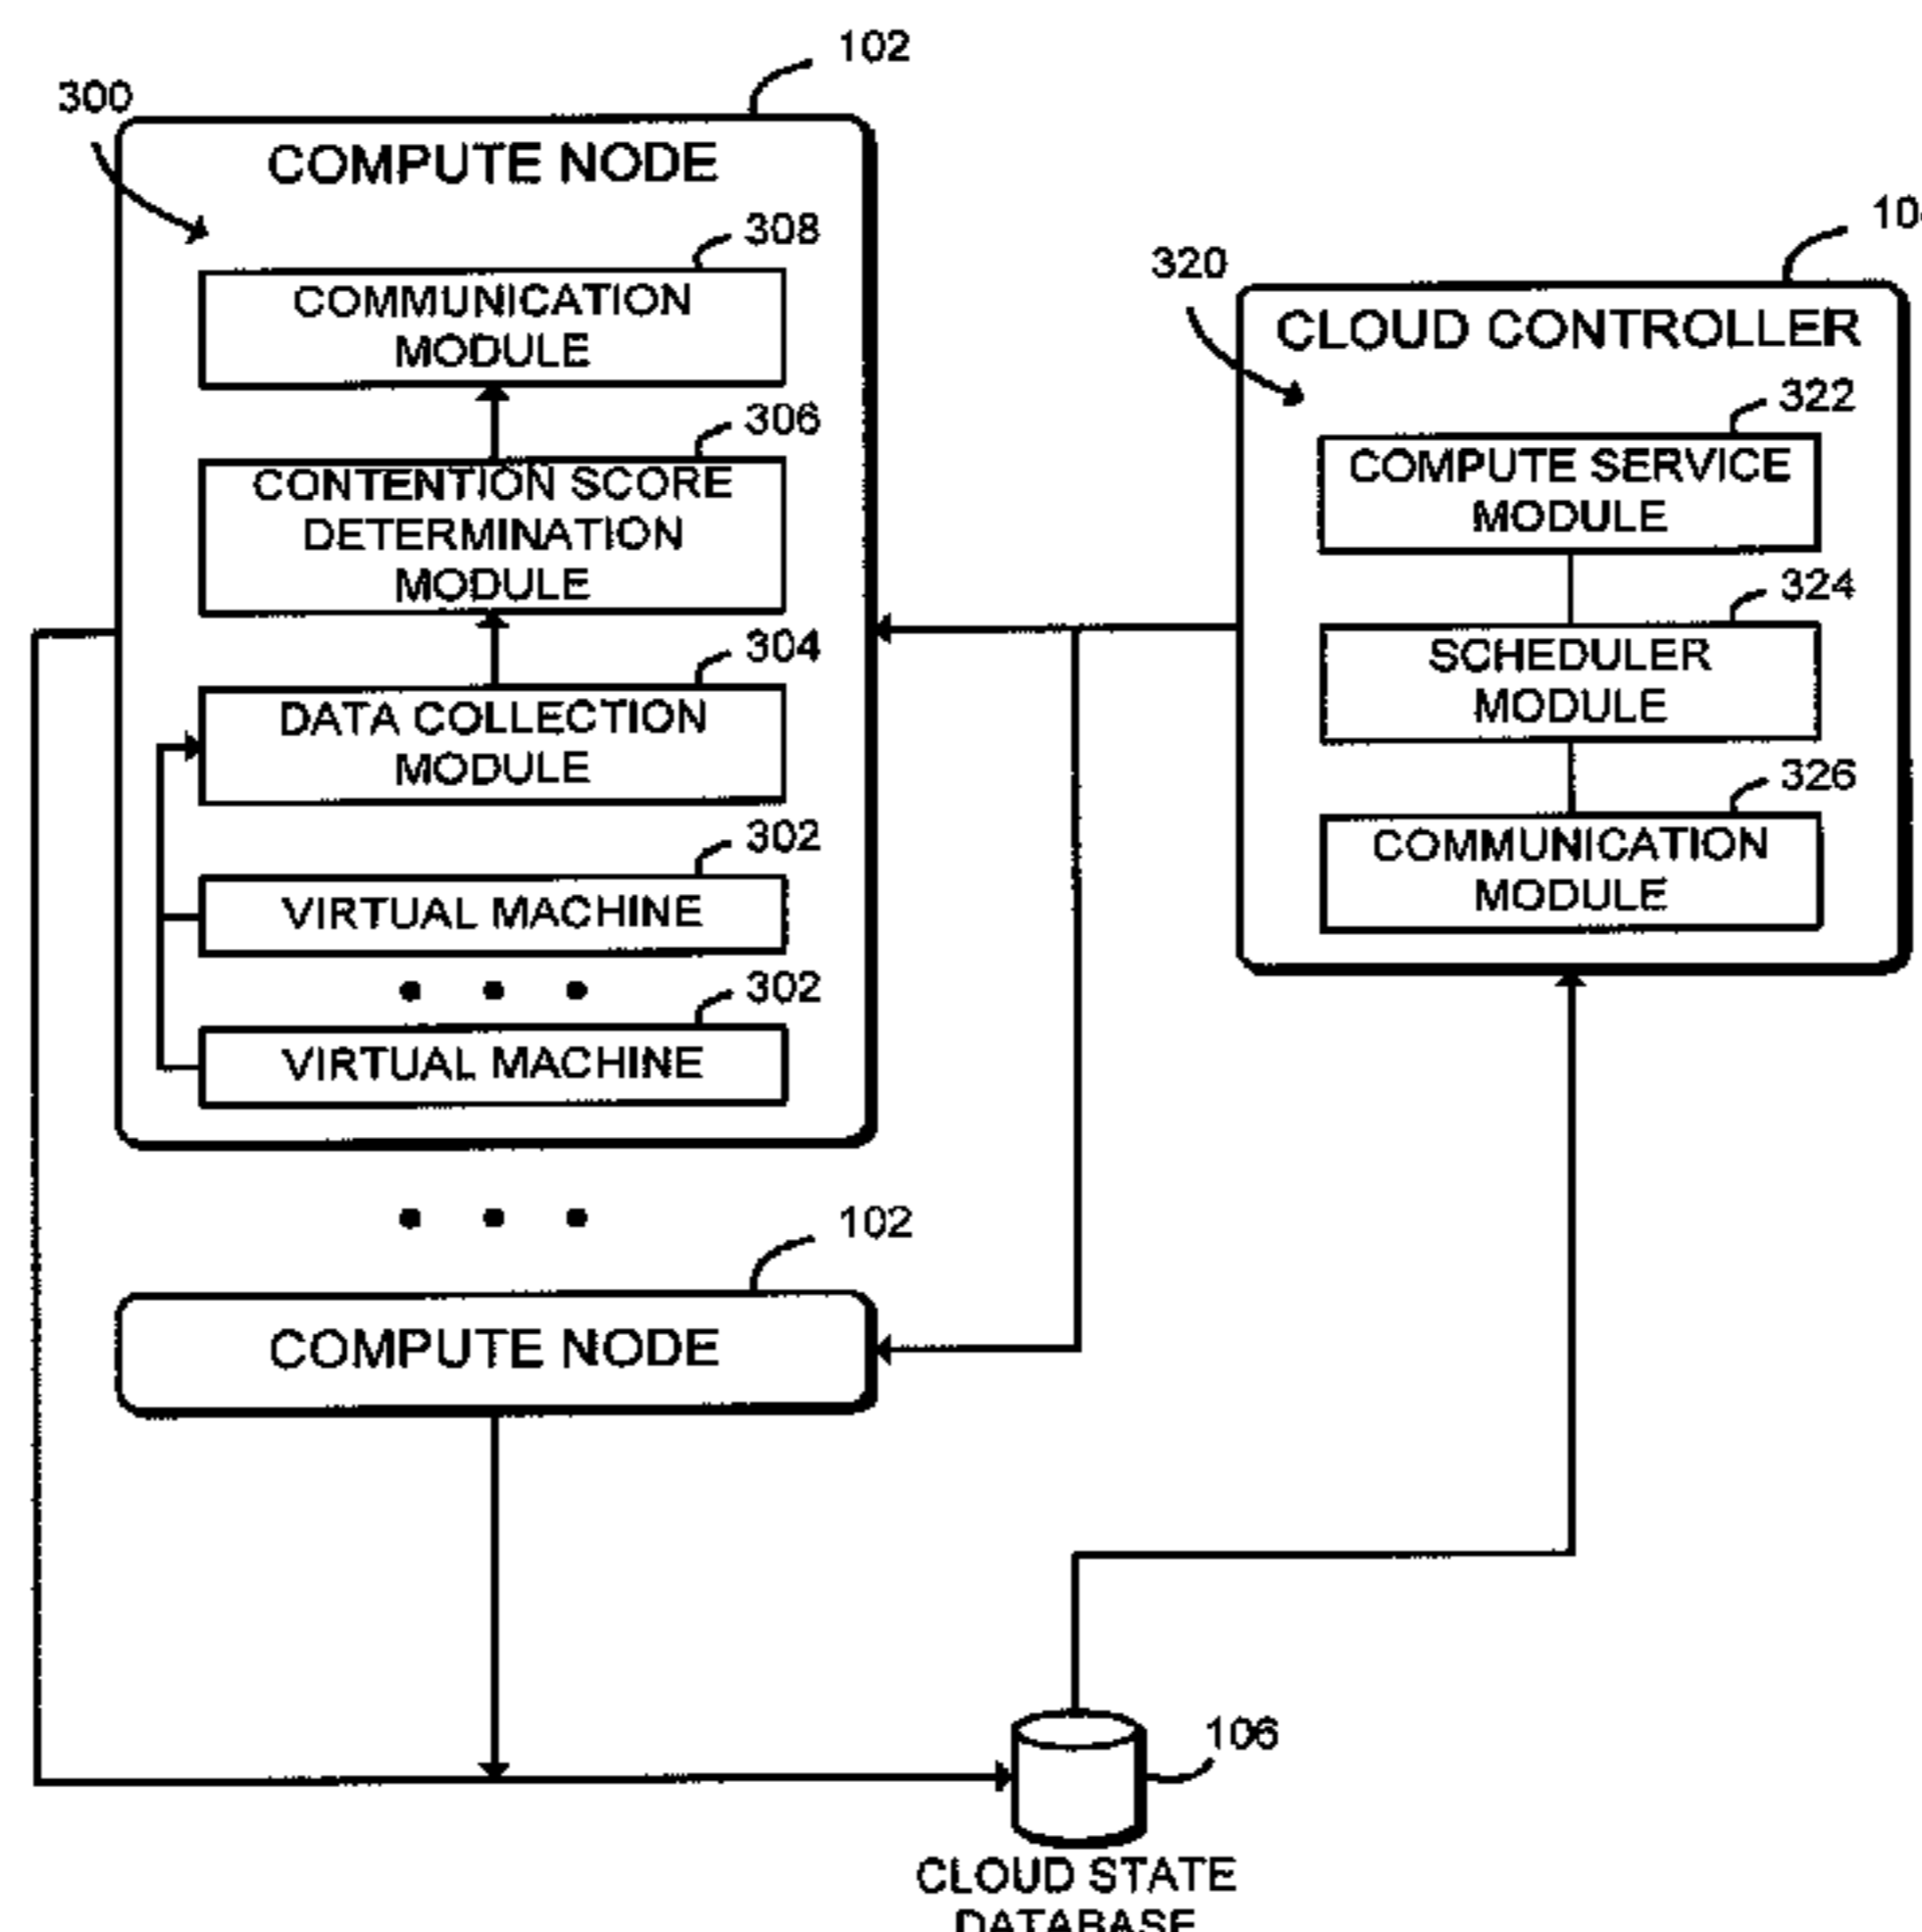 102
300
COMPUTE NODE
308
COMMUNICATION
MODULE
306
CONTENTION SCORE
DETERMINATION
MODULE
304
DATA COLLECTION
MODULE
302
VIRTUAL MACHINE
302
VIRTUAL MACHINE
102
COMPUTE NODE
320
CLOUD CONTROLLER
322
COMPUTE SERVICE
MODULE
324
SCHEDULER
MODULE
326
COMMUNICATION
MODULE
106
CLOUD STATE
DATABASE